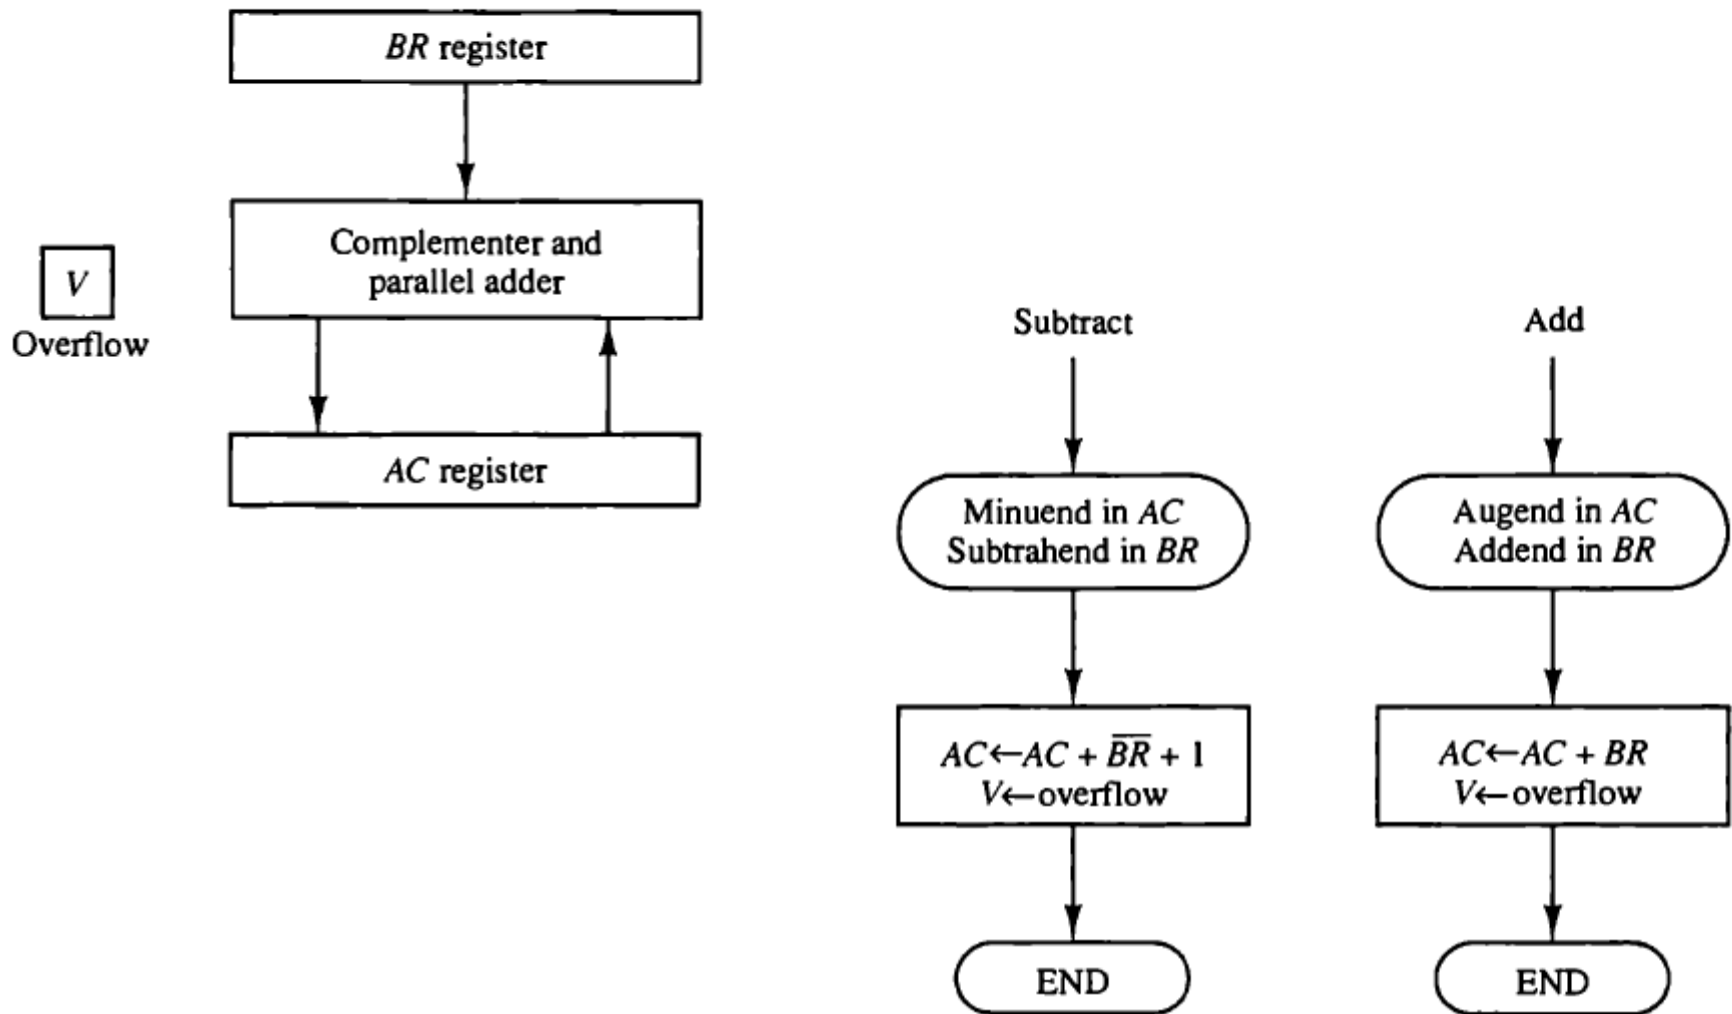 BR register
Complementer and
parallel adder
V
Overflow
AC register
Subtract
Minuend in AC
Subtrahend in BR
AC←AC + B̅R̅ + 1
V←overflow
END
Add
Augend in AC
Addend in BR
AC←AC + BR
V←overflow
END